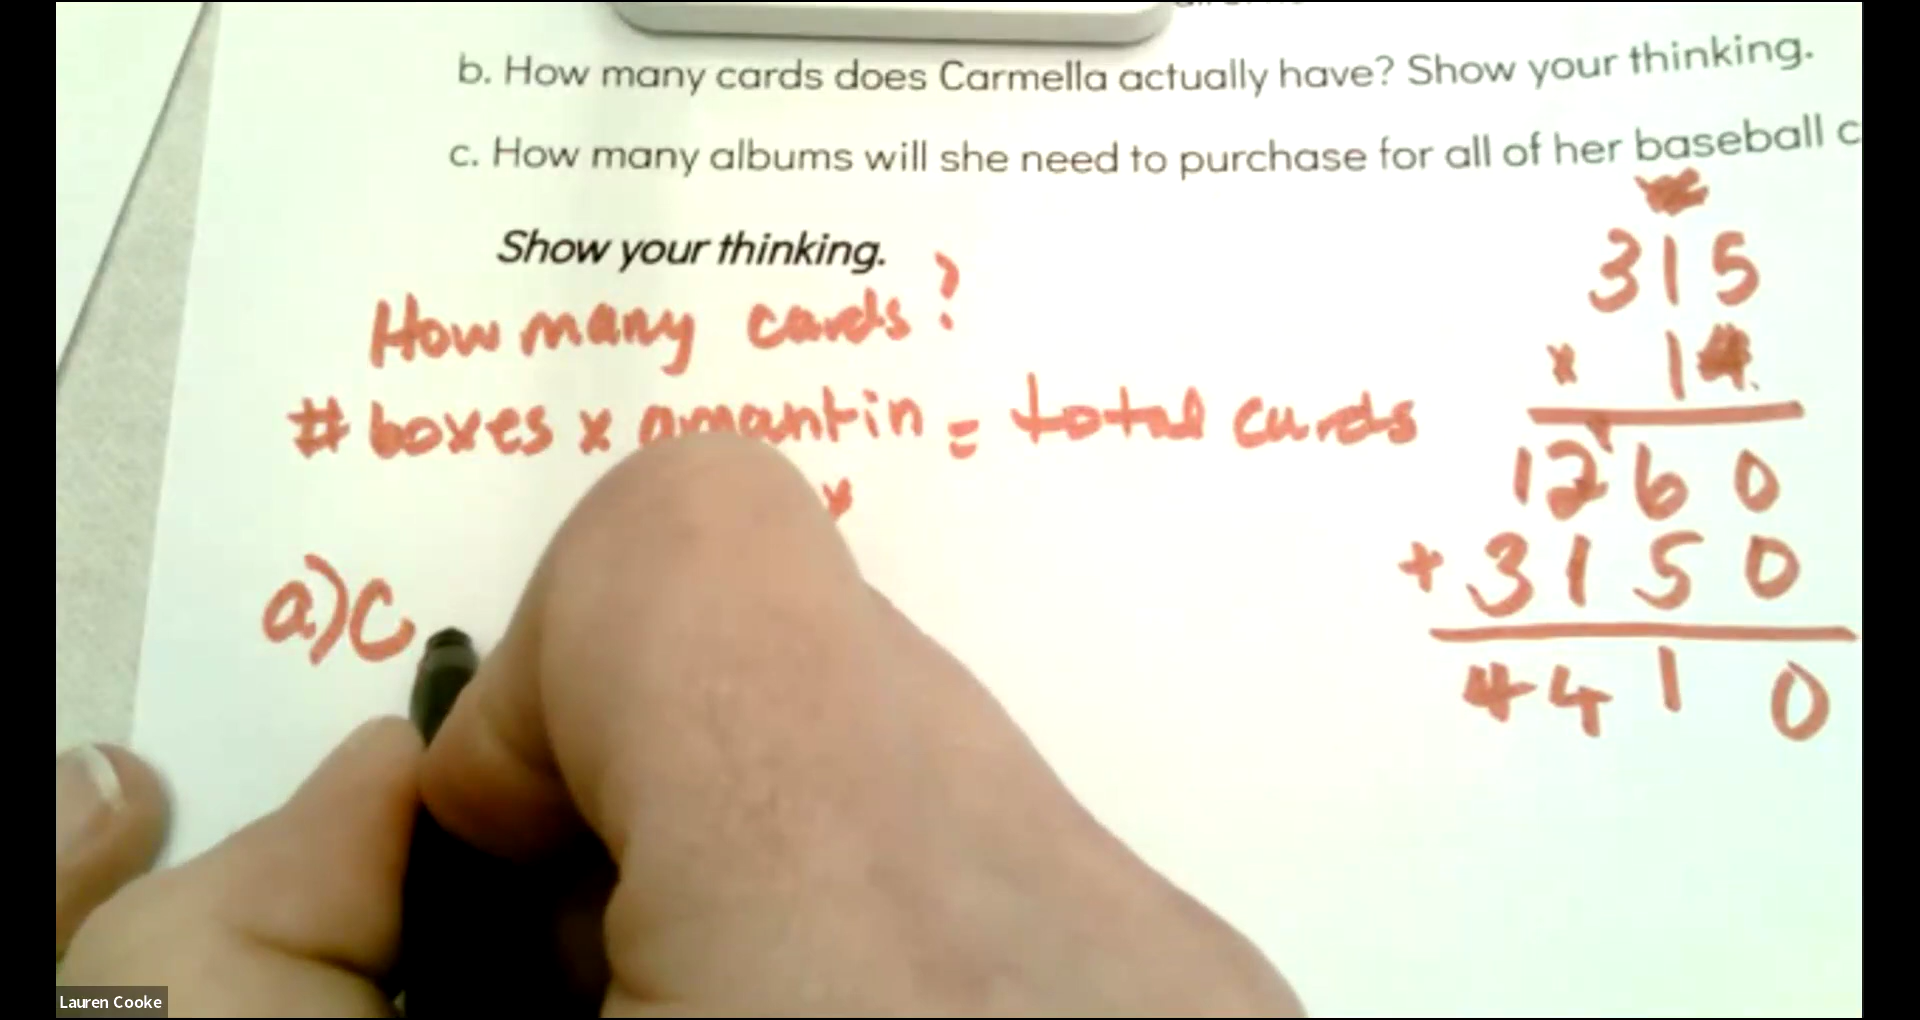 b. How many cards does Carmella actually have? Show your thinking.
c. How many albums will she need to purchase for all of her baseball c
Show your thinking.
How many cards?
# boxes x amantin = total cards
x
a) C
315
x 14
1260
+ 3150
4410
Lauren Cooke